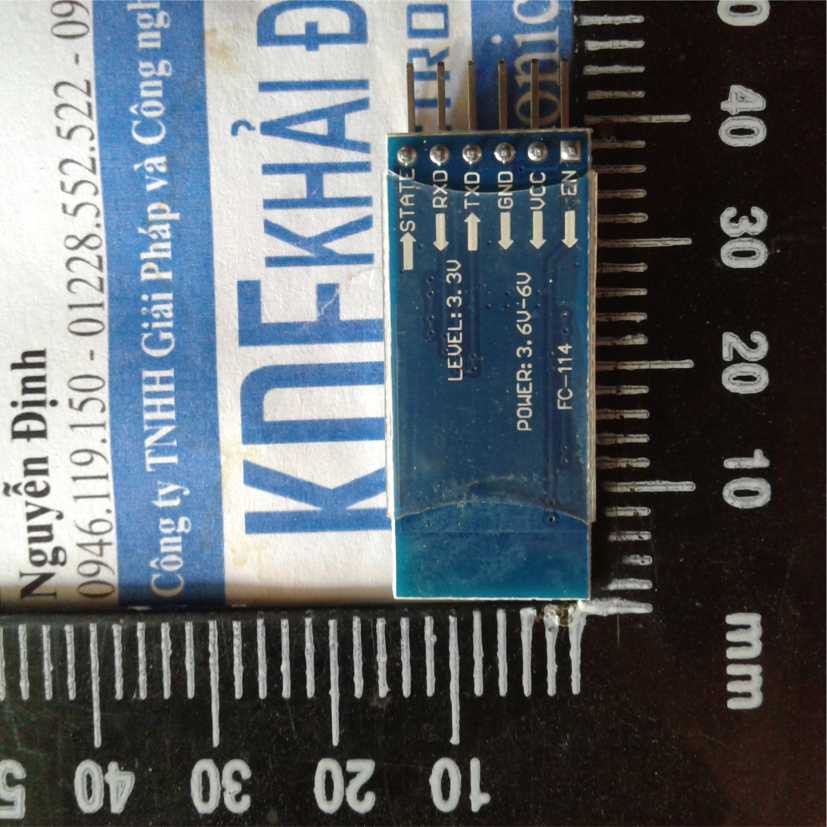 Nguyễn Định
0946.119.150 - 01228.552.522 - 09
Công ty TNHH Giải Pháp và Công ngh
KDE KHẢI Đ
TRO
onic
STATE
RXD
TXD
GND
VCC
EN
LEVEL:3.3V
POWER:3.6V-6V
FC-114
40
30
20
10
mm
40
30
20
10